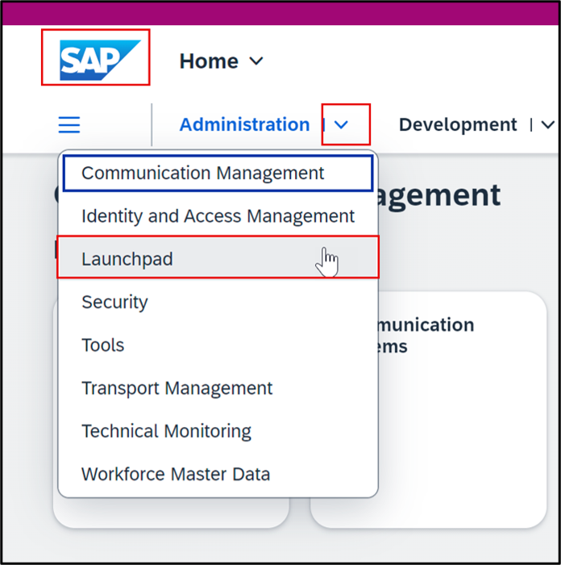 SAP
Home
Administration
Development
Communication Management
agement
Identity and Access Management
Launchpad
Security
munication
Tools
ems
Transport Management
Technical Monitoring
Workforce Master Data